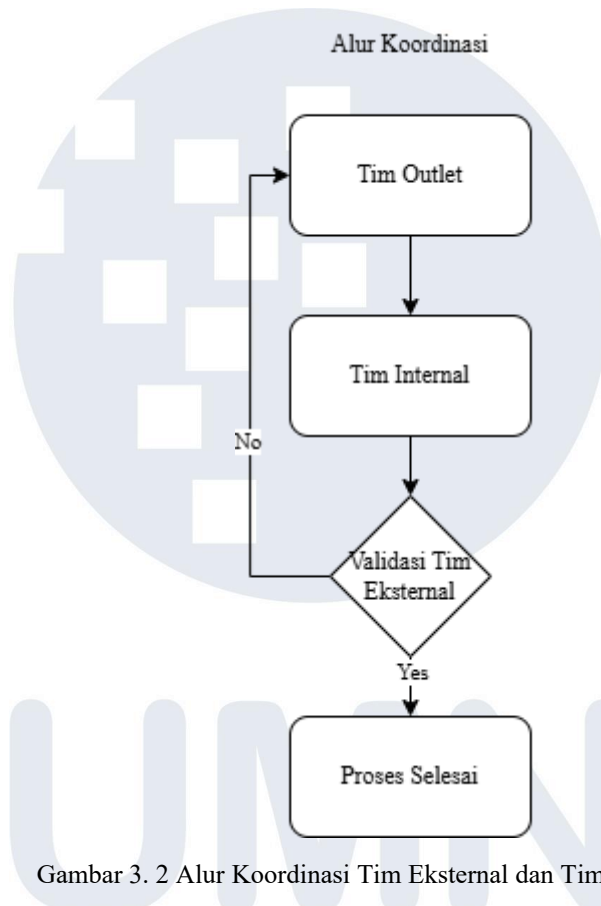 Alur Koordinasi
Tim Outlet
Tim Internal
No
Validasi Tim
Eksternal
Yes
Proses Selesai
UMN
Gambar 3. 2 Alur Koordinasi Tim Eksternal dan Tim